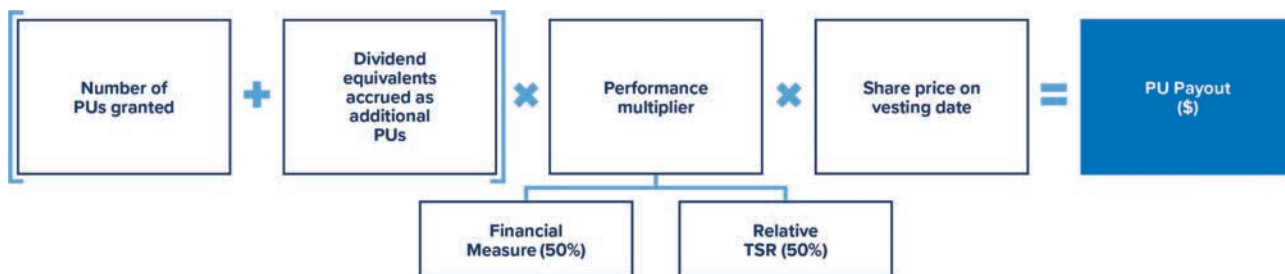 Number of
PUs granted
+
Dividend
equivalents
accrued as
additional
PUs
×
Performance
multiplier
×
Share price on
vesting date
=
PU Payout
($)
Financial
Measure (50%)
Relative
TSR (50%)